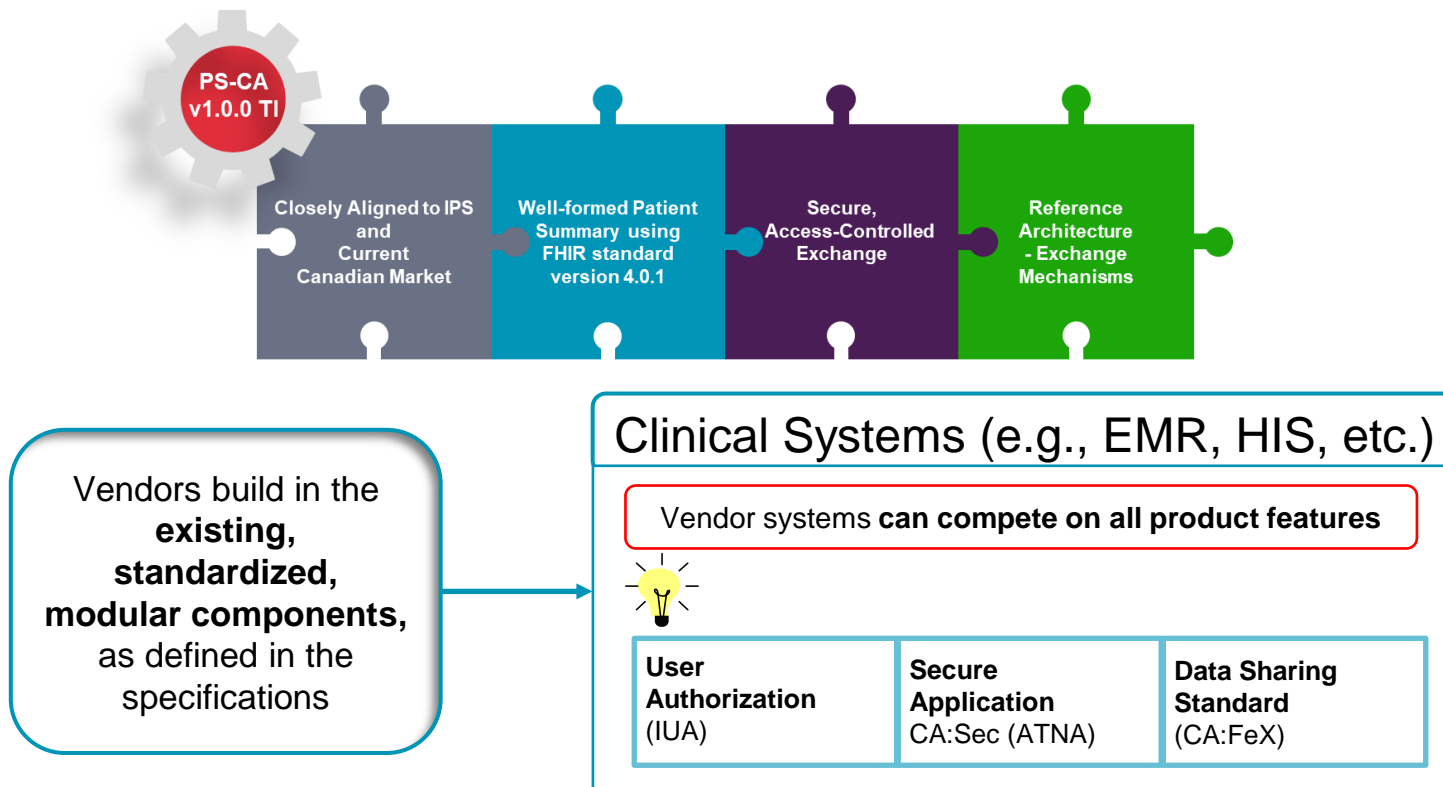 PS-CA
v1.0.0 TI
Closely Aligned to IPS
and
Current
Canadian Market
Well-formed Patient
Summary using
FHIR standard
version 4.0.1
Secure,
Access-Controlled
Exchange
Reference
Architecture
- Exchange
Mechanisms
Vendors build in the
existing,
standardized,
modular components,
as defined in the
specifications
Clinical Systems (e.g., EMR, HIS, etc.)
Vendor systems can compete on all product features
User
Authorization
(IUA)
Secure
Application
CA:Sec (ATNA)
Data Sharing
Standard
(CA:FeX)